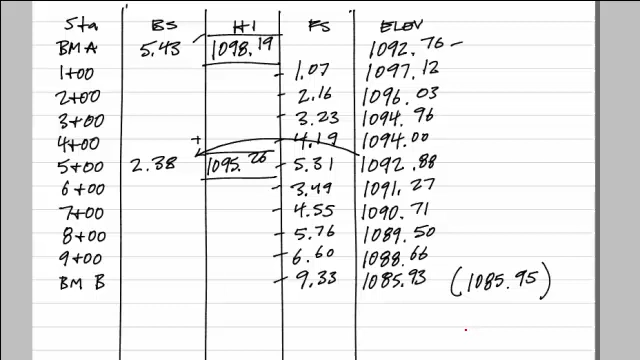 Sta BS HI FS ELEV
BM A 5.43 1098.19 1092.76 -
1+00 1.07 1097.12
2+00 2.16 1096.03
3+00 3.23 1094.96
4+00 + 4.19 1094.00
5+00 2.38 1095.26 5.31 1092.88
6+00 3.49 1091.27
7+00 4.55 1090.71
8+00 5.76 1089.50
9+00 6.60 1088.66
BM B 9.33 1085.93 (1085.95)